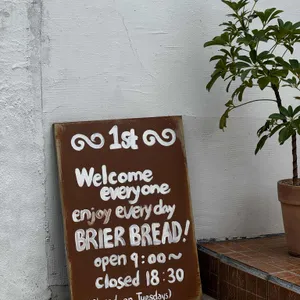 1st
Welcome
everyone
enjoy every day
BRIER BREAD!
open 9:00~
closed 18:30
on Tuesdays)